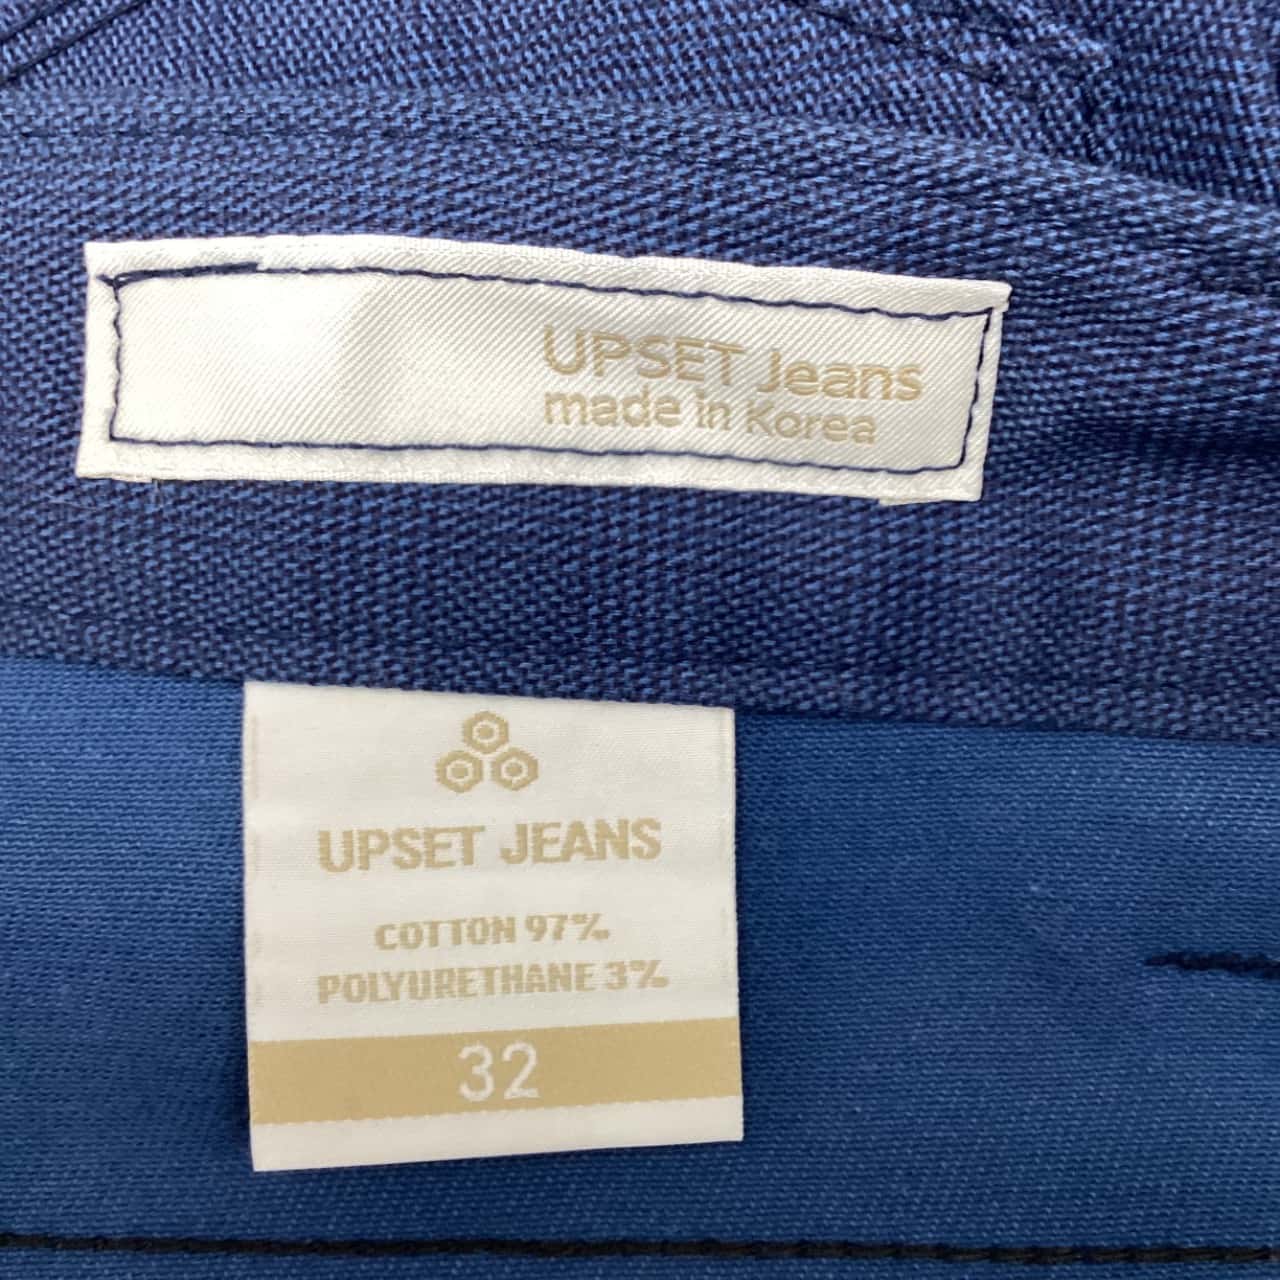 UPSET Jeans
made in Korea
UPSET JEANS
COTTON 97%
POLYURETHANE 3%
32